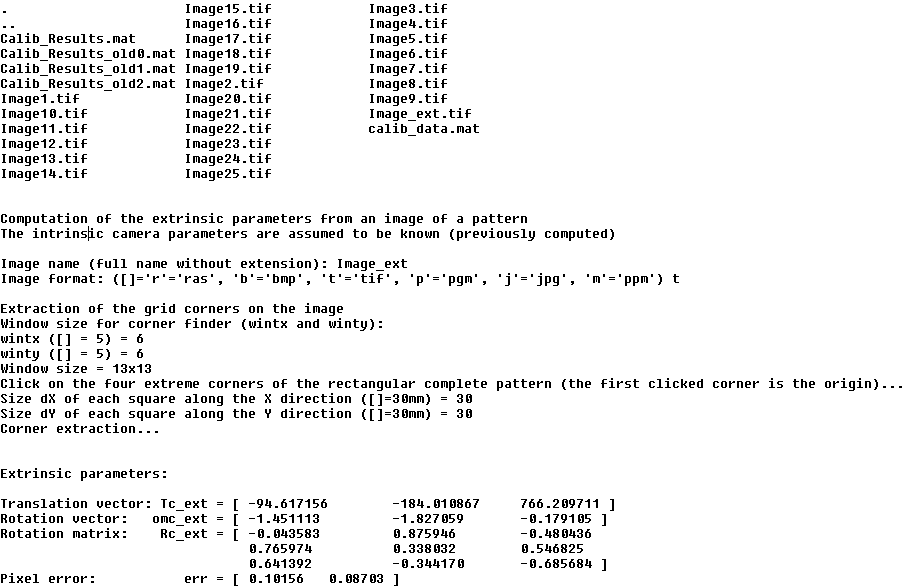 .                      Image15.tif            Image3.tif
..                     Image16.tif            Image4.tif
Calib_Results.mat      Image17.tif            Image5.tif
Calib_Results_old0.mat Image18.tif            Image6.tif
Calib_Results_old1.mat Image19.tif            Image7.tif
Calib_Results_old2.mat Image2.tif             Image8.tif
Image1.tif             Image20.tif            Image9.tif
Image10.tif            Image21.tif            Image_ext.tif
Image11.tif            Image22.tif            calib_data.mat
Image12.tif            Image23.tif
Image13.tif            Image24.tif
Image14.tif            Image25.tif
Computation of the extrinsic parameters from an image of a pattern
The intrinsic camera parameters are assumed to be known (previously computed)
Image name (full name without extension): Image_ext
Image format: ([]='r'='ras', 'b'='bmp', 't'='tif', 'p'='pgm', 'j'='jpg', 'm'='ppm') t
Extraction of the grid corners on the image
Window size for corner finder (wintx and winty):
wintx ([] = 5) = 6
winty ([] = 5) = 6
Window size = 13x13
Click on the four extreme corners of the rectangular complete pattern (the first clicked corner is the origin)...
Size dX of each square along the X direction ([]=30mm) = 30
Size dY of each square along the Y direction ([]=30mm) = 30
Corner extraction...
Extrinsic parameters:
Translation vector: Tc_ext = [ -94.617156        -184.010867     766.209711 ]
Rotation vector:   omc_ext = [ -1.451113         -1.827059       -0.179105 ]
Rotation matrix:    Rc_ext = [ -0.043583         0.875946        -0.480436
                               0.765974          0.338032        0.546825
                               0.641392          -0.344170       -0.685684 ]
Pixel error:           err = [ 0.10156   0.08703 ]